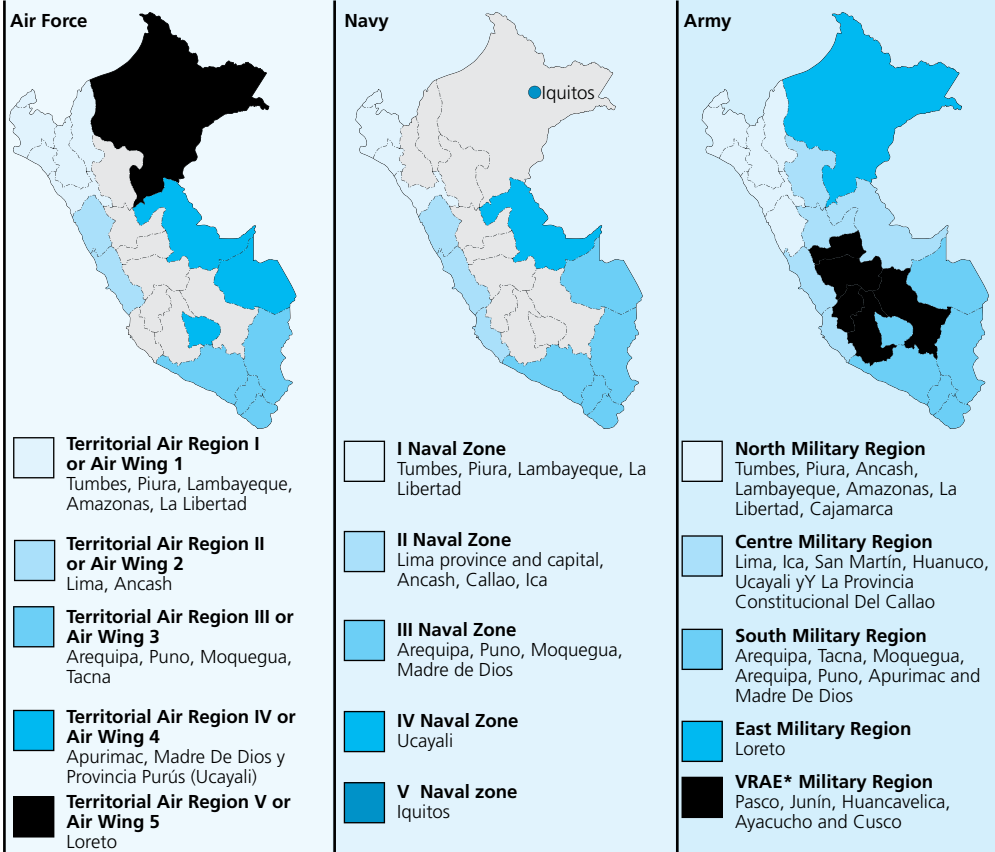 Air Force
Territorial Air Region I
or Air Wing 1
Tumbes, Piura, Lambayeque,
Amazonas, La Libertad
Territorial Air Region II
or Air Wing 2
Lima, Ancash
Territorial Air Region III or
Air Wing 3
Arequipa, Puno, Moquegua,
Tacna
Territorial Air Region IV or
Air Wing 4
Apurimac, Madre De Dios y
Provincia Purús (Ucayali)
Territorial Air Region V or
Air Wing 5
Loreto
Navy
Iquitos
I Naval Zone
Tumbes, Piura, Lambayeque, La
Libertad
II Naval Zone
Lima province and capital,
Ancash, Callao, Ica
III Naval Zone
Arequipa, Puno, Moquegua,
Madre de Dios
IV Naval Zone
Ucayali
V Naval zone
Iquitos
Army
North Military Region
Tumbes, Piura, Ancash,
Lambayeque, Amazonas, La
Libertad, Cajamarca
Centre Military Region
Lima, Ica, San Martín, Huanuco,
Ucayali yY La Provincia
Constitucional Del Callao
South Military Region
Arequipa, Tacna, Moquegua,
Arequipa, Puno, Apurimac and
Madre De Dios
East Military Region
Loreto
VRAE* Military Region
Pasco, Junín, Huancavelica,
Ayacucho and Cusco